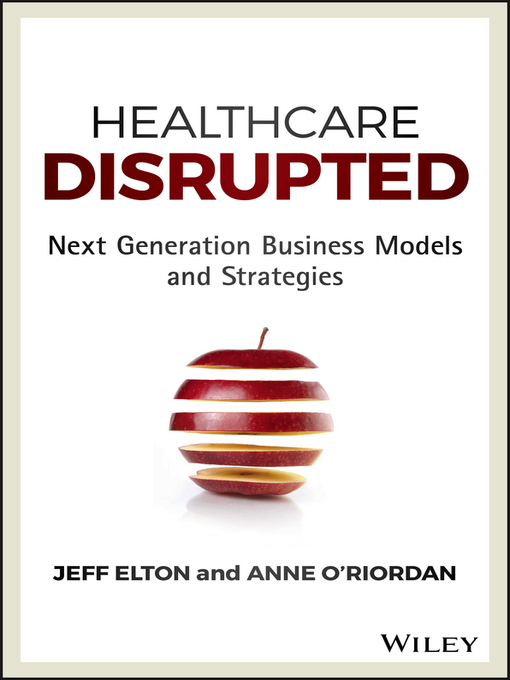 HEALTHCARE
DISRUPTED
Next Generation Business Models
and Strategies
JEFF ELTON and ANNE O'RIORDAN
WILEY